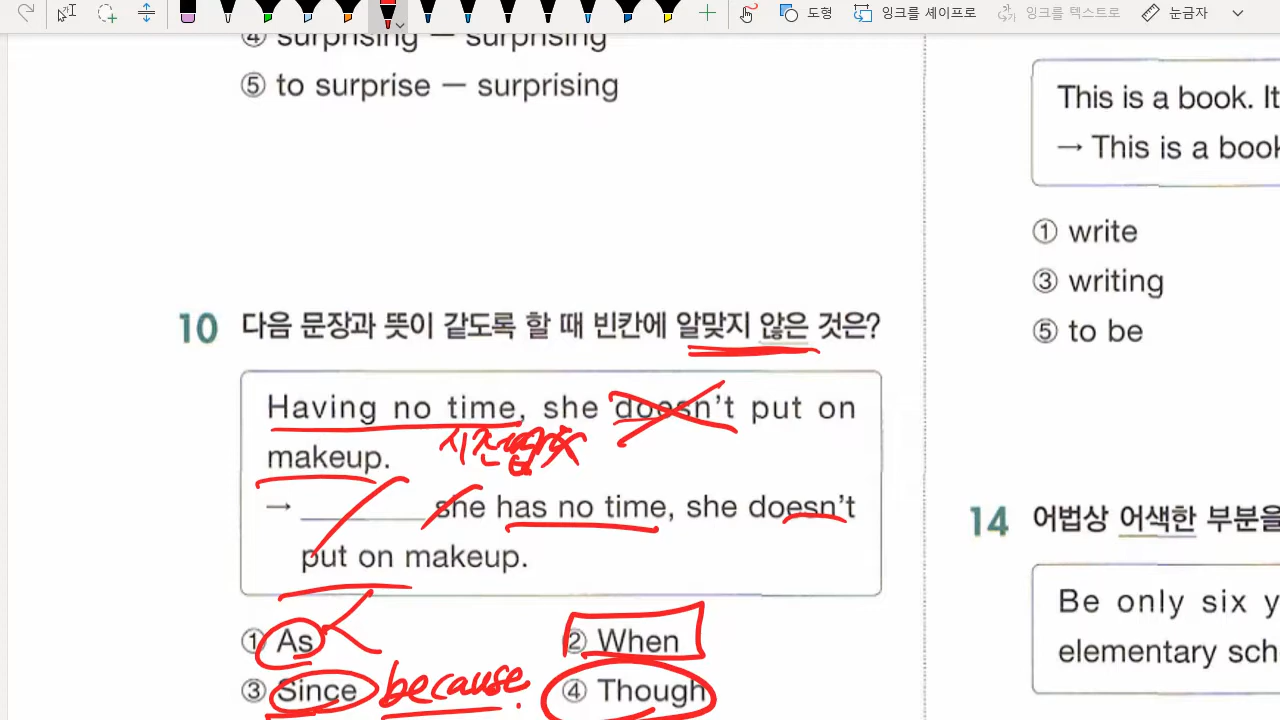 도형
잉크를 셰이프로
잉크를 텍스트로
눈금자
④ surprising – surprising
⑤ to surprise – surprising
10 다음 문장과 뜻이 같도록 할 때 빈칸에 알맞지 않은 것은?
Having no time, she doesn't put on
makeup.
→ ________ she has no time, she doesn't
put on makeup.
① As
② When
③ Since
because.
④ Though
This is a book. It
→ This is a book
① write
③ writing
⑤ to be
14 어법상 어색한 부분을
Be only six y
elementary sch